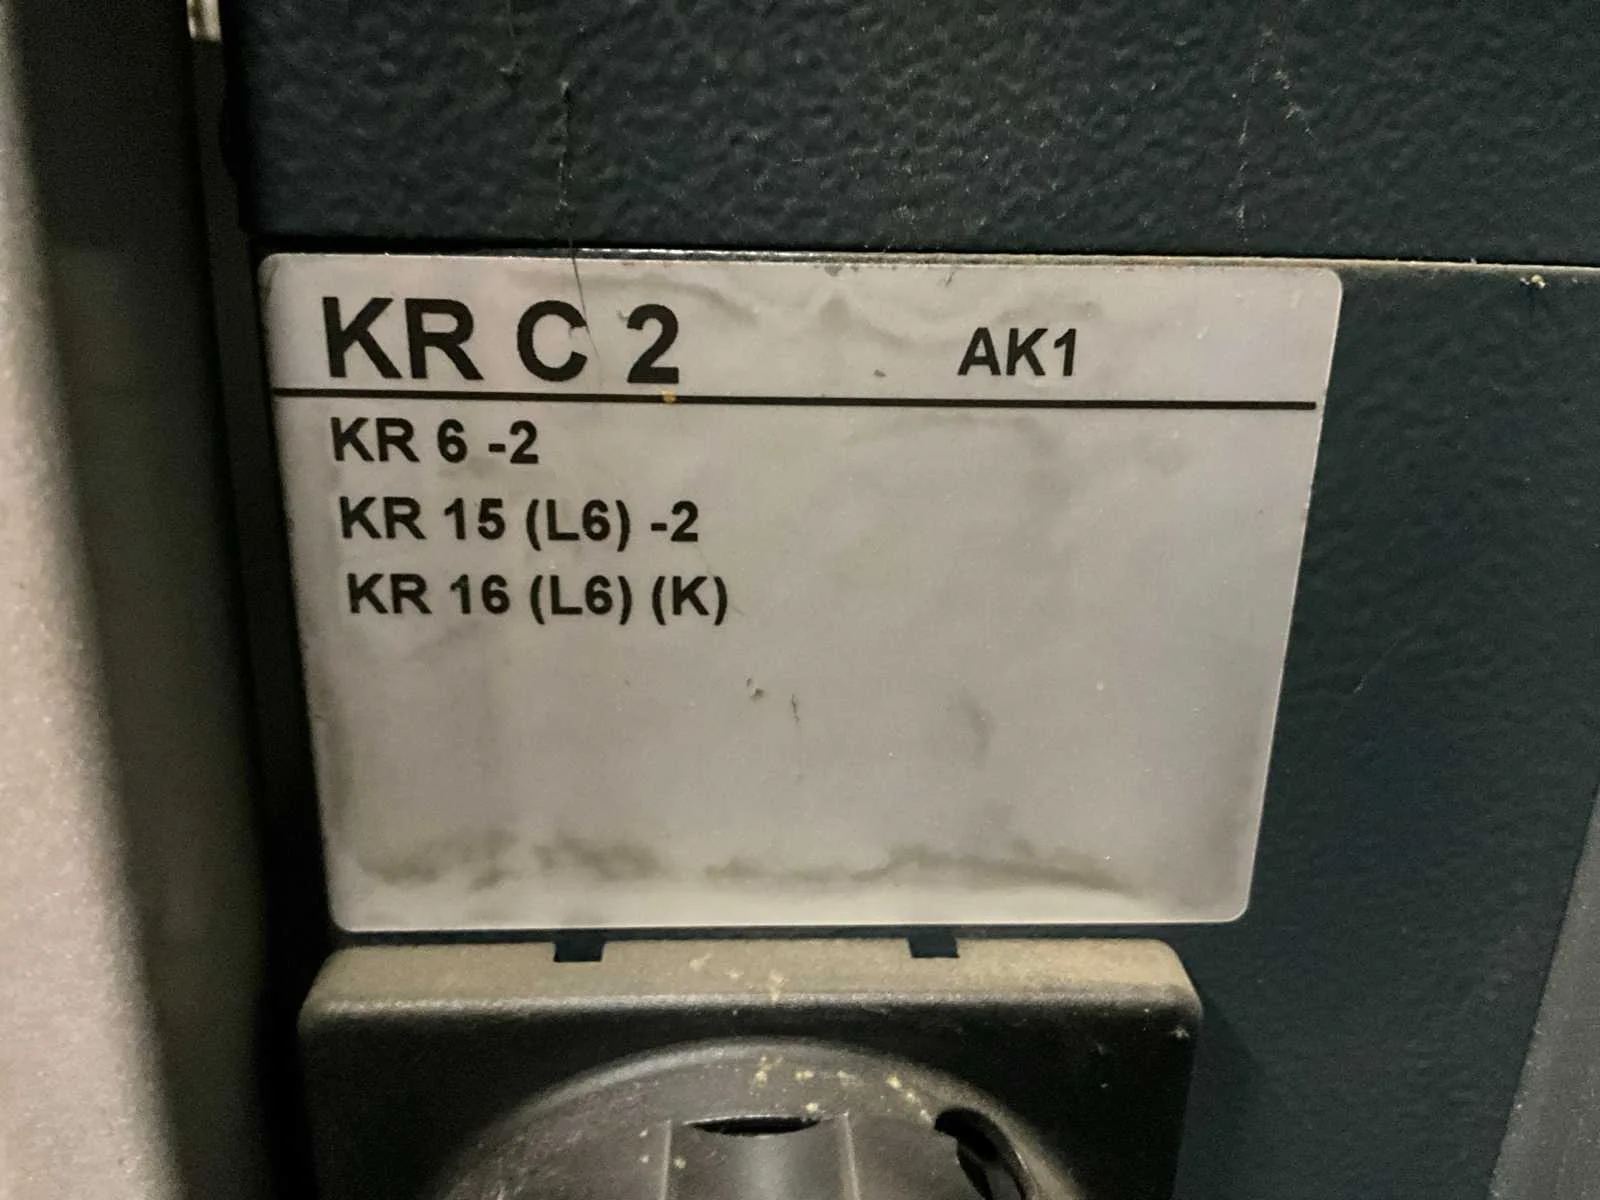 KR C 2 AK1
KR 6 -2
KR 15 (L6) -2
KR 16 (L6) (K)